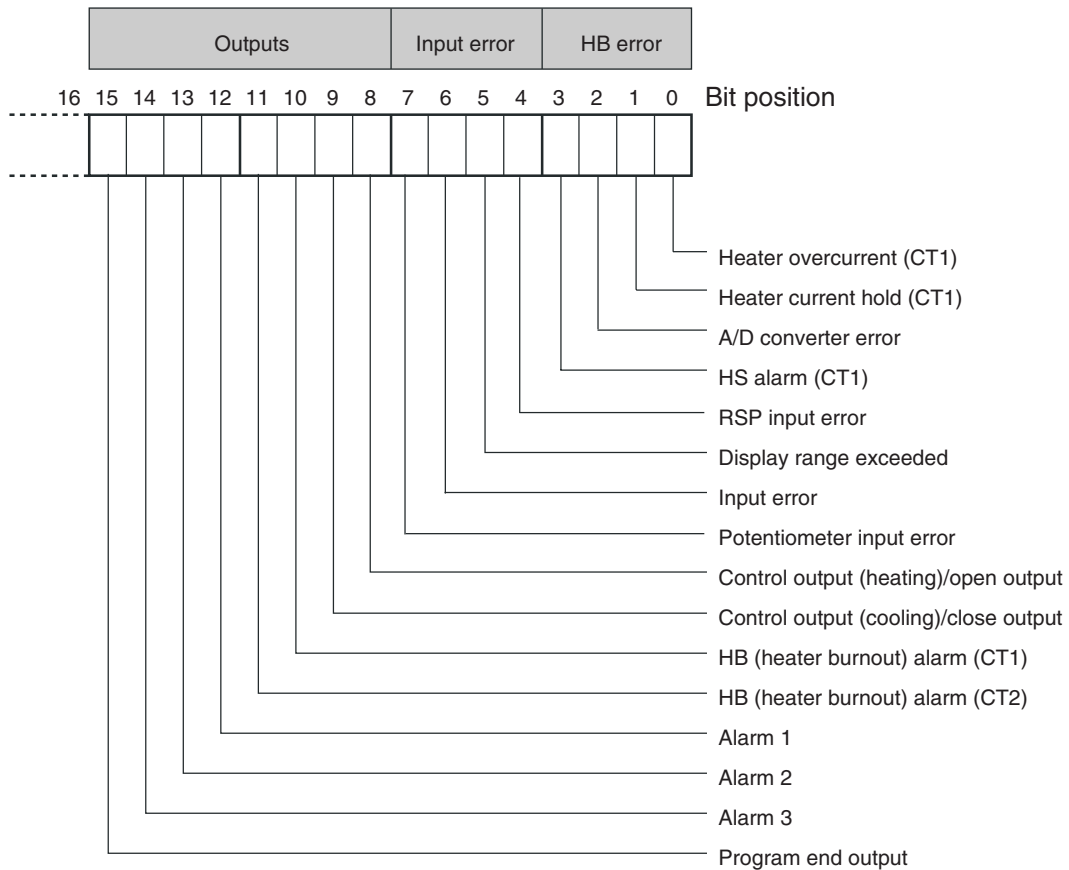 Outputs Input error HB error
16 15 14 13 12 11 10 9 8 7 6 5 4 3 2 1 0 Bit position
Heater overcurrent (CT1)
Heater current hold (CT1)
A/D converter error
HS alarm (CT1)
RSP input error
Display range exceeded
Input error
Potentiometer input error
Control output (heating)/open output
Control output (cooling)/close output
HB (heater burnout) alarm (CT1)
HB (heater burnout) alarm (CT2)
Alarm 1
Alarm 2
Alarm 3
Program end output